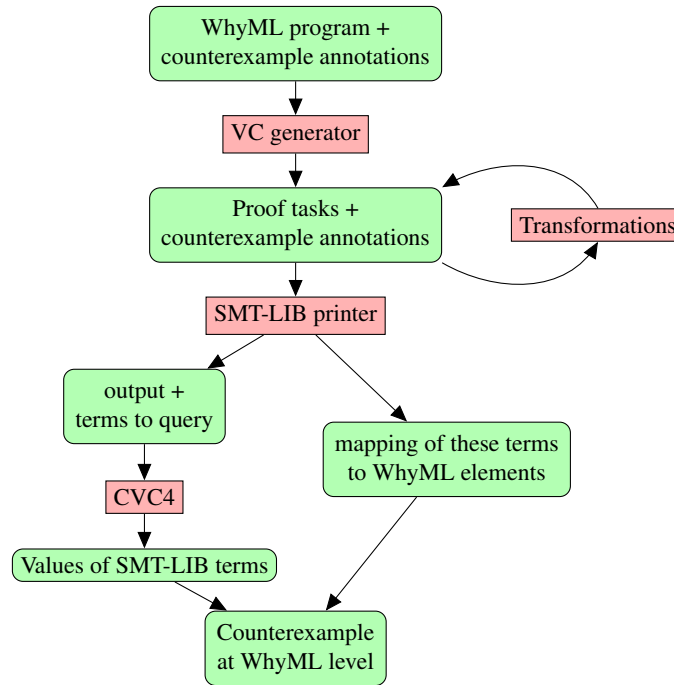 WhyML program +
counterexample annotations
VC generator
Proof tasks +
counterexample annotations
Transformations
SMT-LIB printer
output +
terms to query
mapping of these terms
to WhyML elements
CVC4
Values of SMT-LIB terms
Counterexample
at WhyML level